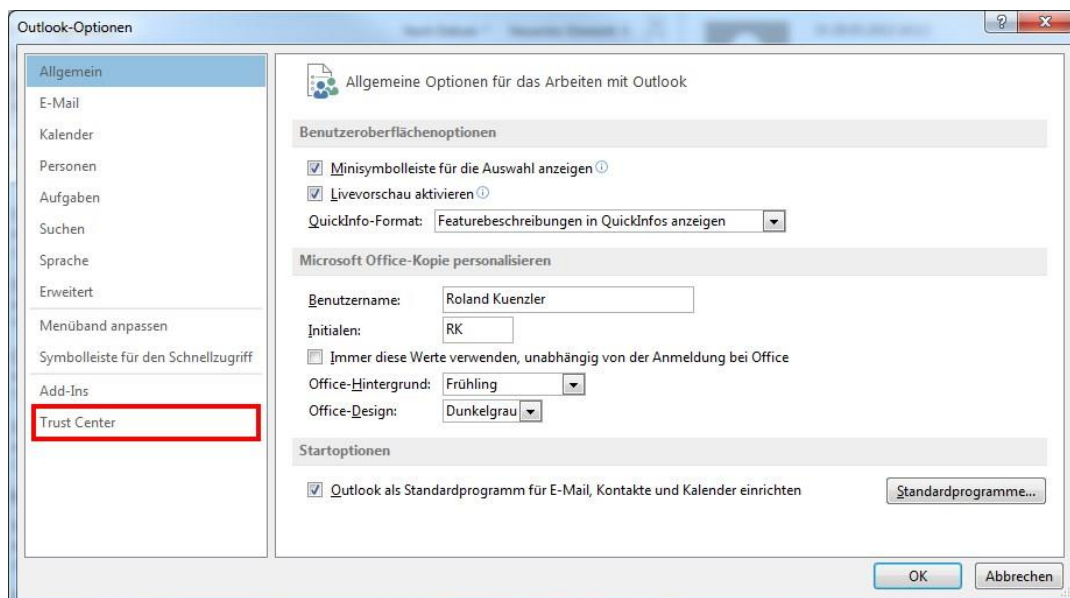 Outlook-Optionen
Allgemein
E-Mail
Kalender
Personen
Aufgaben
Suchen
Sprache
Erweitert
Menüband anpassen
Symbolleiste für den Schnellzugriff
Add-Ins
Trust Center
Allgemeine Optionen für das Arbeiten mit Outlook
Benutzeroberflächenoptionen
Minisymbolleiste für die Auswahl anzeigen
Livevorschau aktivieren
QuickInfo-Format: Featurebeschreibungen in QuickInfos anzeigen
Microsoft Office-Kopie personalisieren
Benutzername: Roland Kuenzler
Initialen: RK
Immer diese Werte verwenden, unabhängig von der Anmeldung bei Office
Office-Hintergrund: Frühling
Office-Design: Dunkelgrau
Startoptionen
Outlook als Standardprogramm für E-Mail, Kontakte und Kalender einrichten
Standardprogramme...
OK Abbrechen